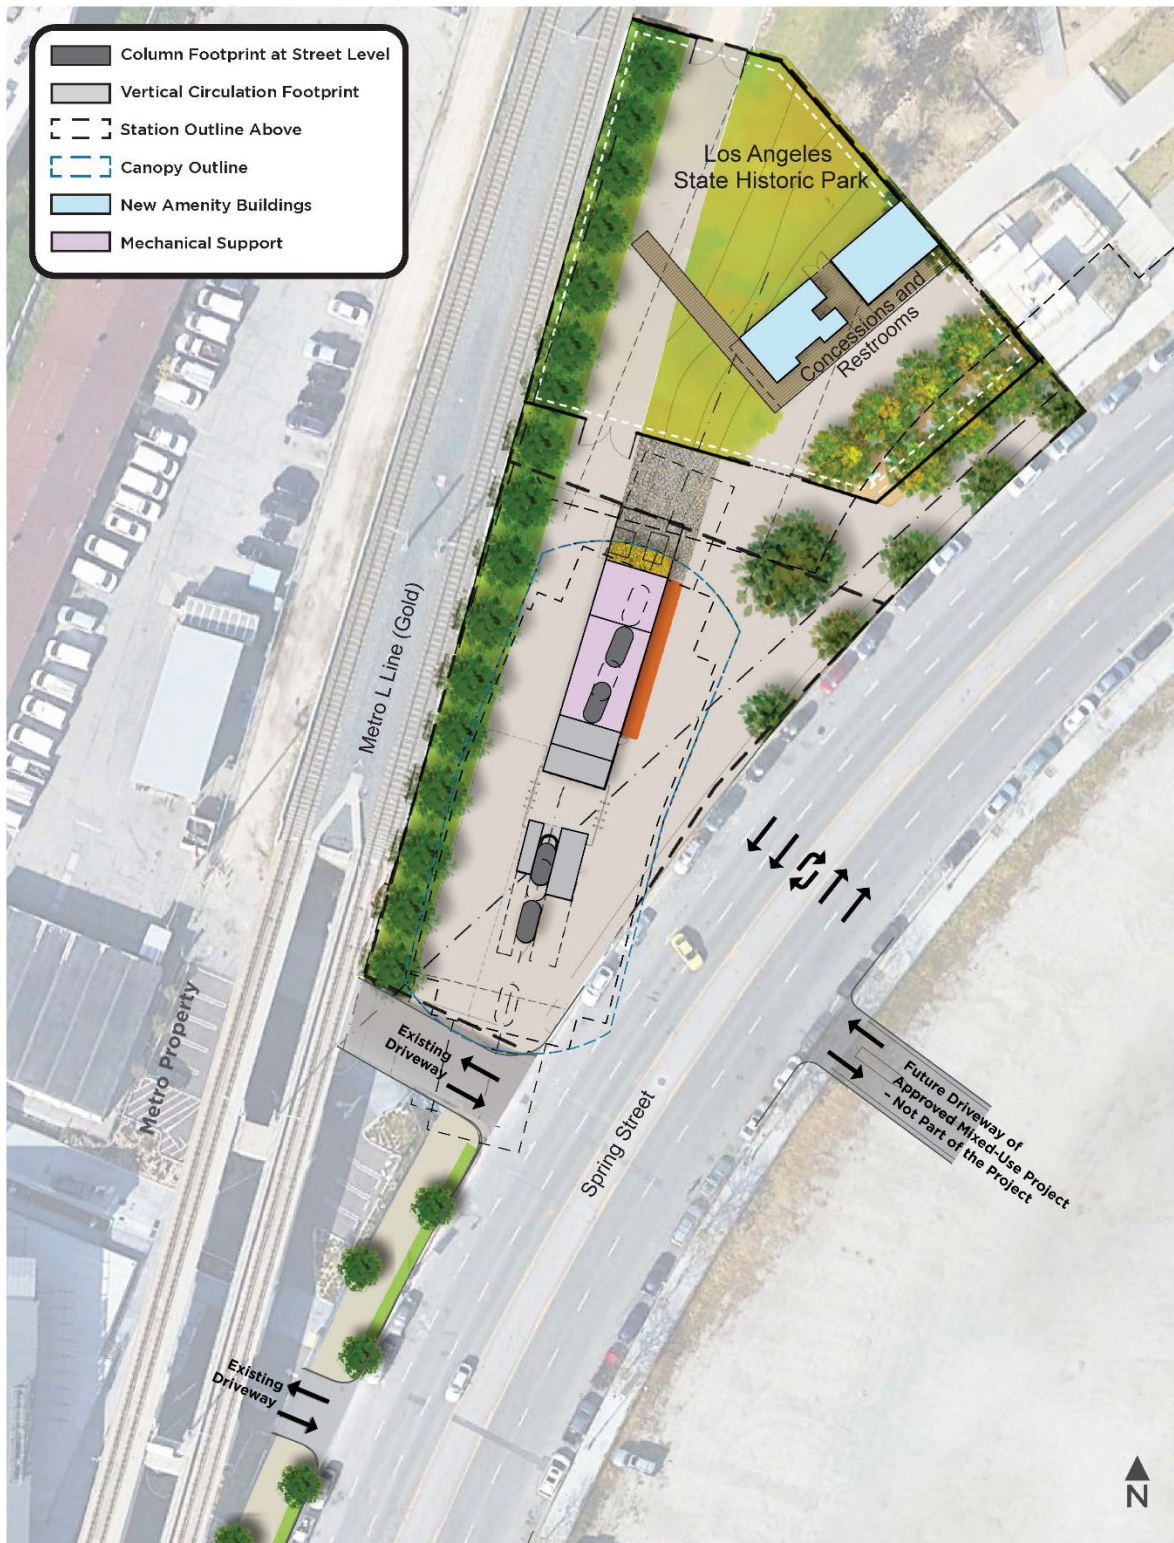 Column Footprint at Street Level
Vertical Circulation Footprint
Station Outline Above
Canopy Outline
New Amenity Buildings
Mechanical Support
Los Angeles
State Historic Park
Concessions and
Restrooms
Metro L Line (Gold)
Metro Property
Existing
Driveway
Spring Street
Future Driveway of
Approved Mixed-Use Project
– Not Part of the Project
Existing
Driveway
N